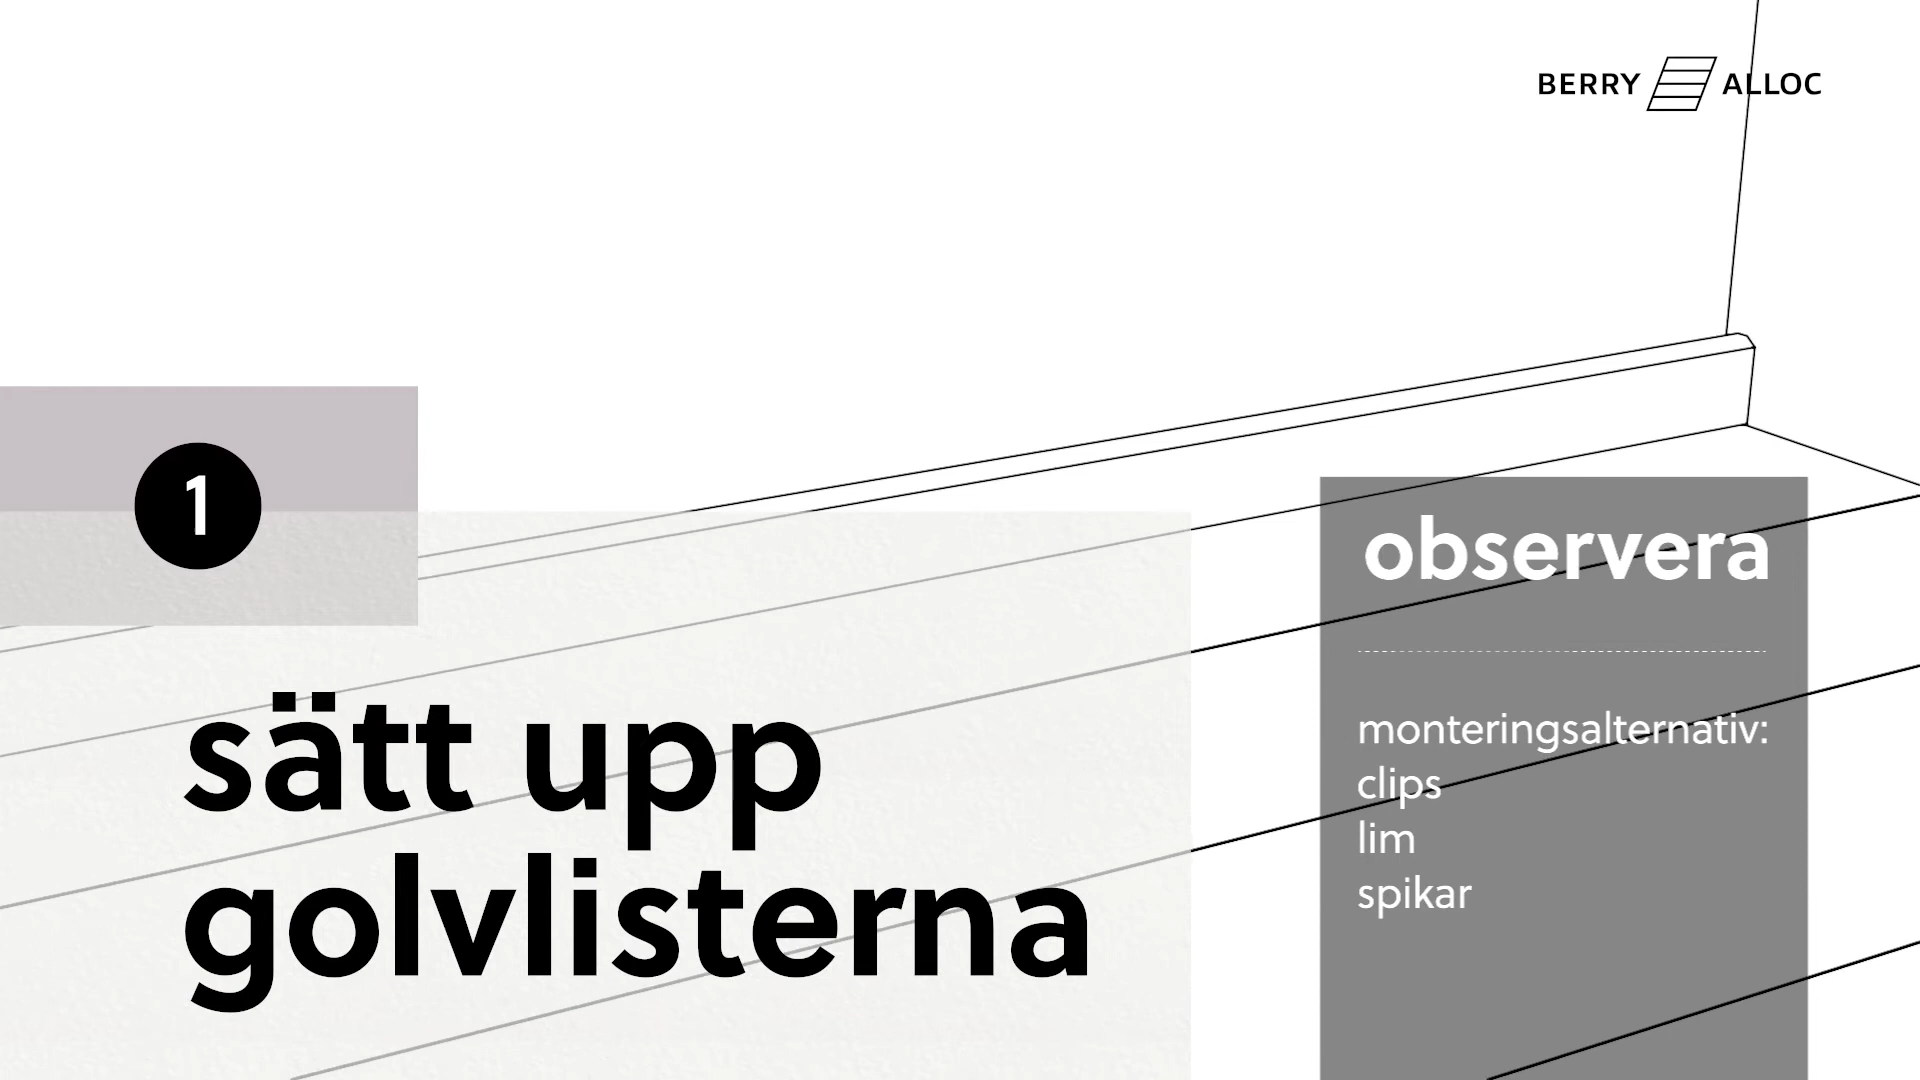 BERRY ALLOC
1
sätt upp
golvlisterna
observera
monteringsalternativ:
clips
lim
spikar